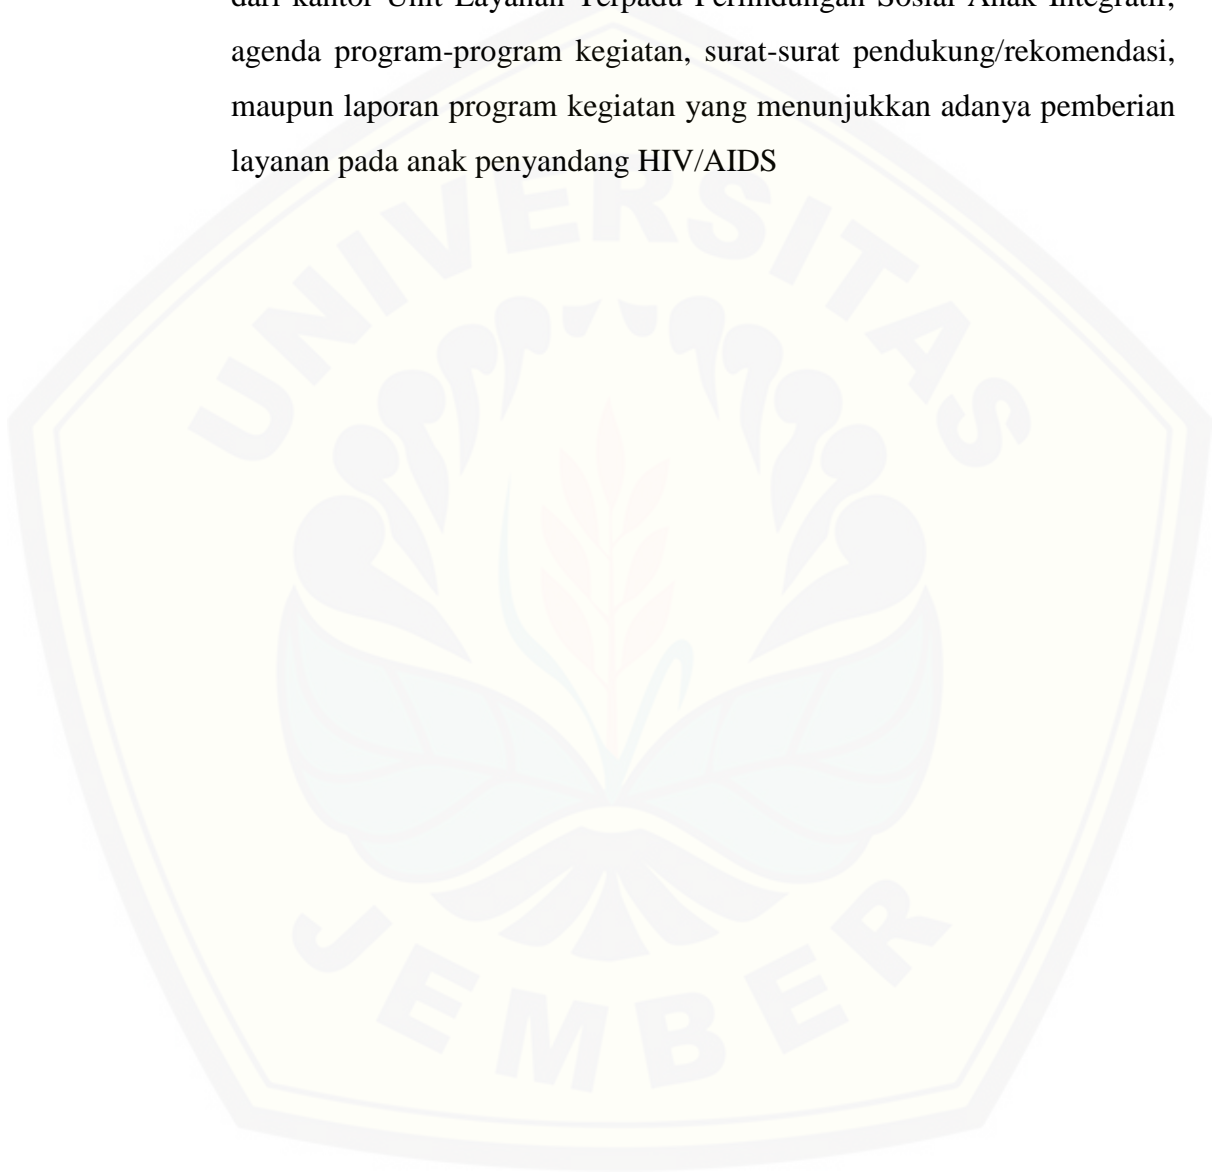 dari kantor Unit Layanan Terpadu Perlindungan Sosial Anak Integratif,
agenda program-program kegiatan, surat-surat pendukung/rekomendasi,
maupun laporan program kegiatan yang menunjukkan adanya pemberian
layanan pada anak penyandang HIV/AIDS
UNIVERSITAS
JEMBER